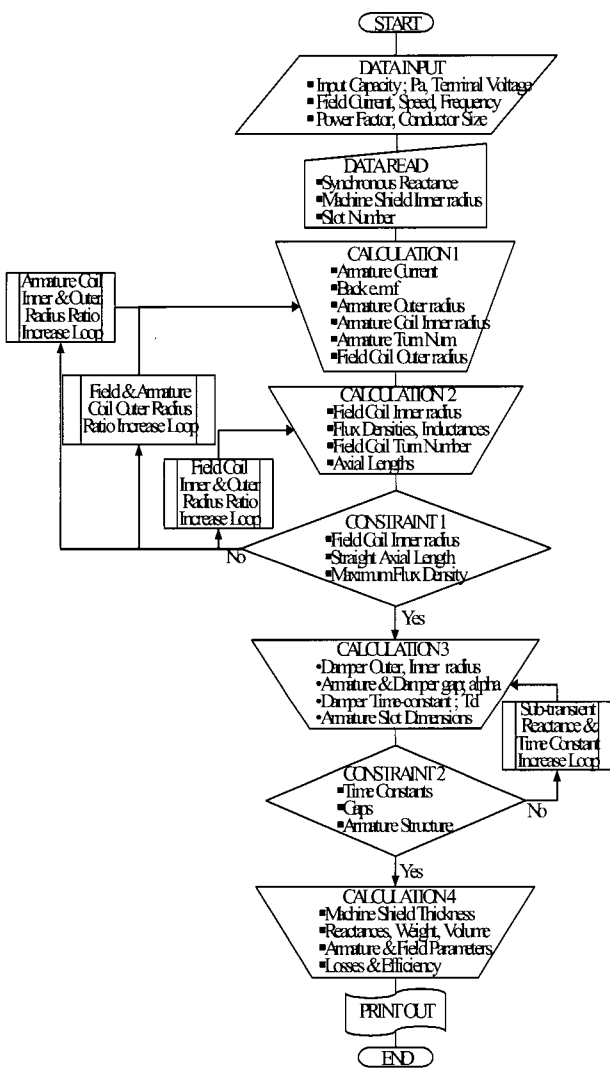 START
DATA INPUT
▪Input Capacity ; Pa, Terminal Voltage
▪Field Current, Speed, Frequency
▪Power Factor, Conductor Size
DATA READ
▪Synchronous Reactance
▪Machine Shield Inner radius
▪Slot Number
CALCULATION 1
▪Armature Current
▪Back e.m.f
▪Armature Outer radius
▪Armature Coil Inner radius
▪Armature Turn Num
▪Field Coil Outer radius
Armature Coil
Inner & Outer
Radius Ratio
Increase Loop
Field & Armature
Coil Outer Radius
Ratio Increase Loop
CALCULATION 2
▪Field Coil Inner radius
▪Flux Densities, Inductances
▪Field Coil Turn Number
▪Axial Lengths
Field Coil
Inner & Outer
Radius Ratio
Increase Loop
CONSTRAINT 1
▪Field Coil Inner radius
▪Straight Axial Length
▪Maximum Flux Density
No
Yes
CALCULATION 3
•Damper Outer, Inner radius
•Armature & Damper gap; alpha
•Damper Time-constant ; Td
•Armature Slot Dimensions
Sub-transient
Reactance &
Time Constant
Increase Loop
CONSTRAINT 2
▪Time Constants
▪Gaps
▪Armature Structure
No
Yes
CALCULATION 4
▪Machine Shield Thickness
▪Reactances, Weight, Volume
▪Armature & Field Parameters
▪Losses & Efficiency
PRINT OUT
END